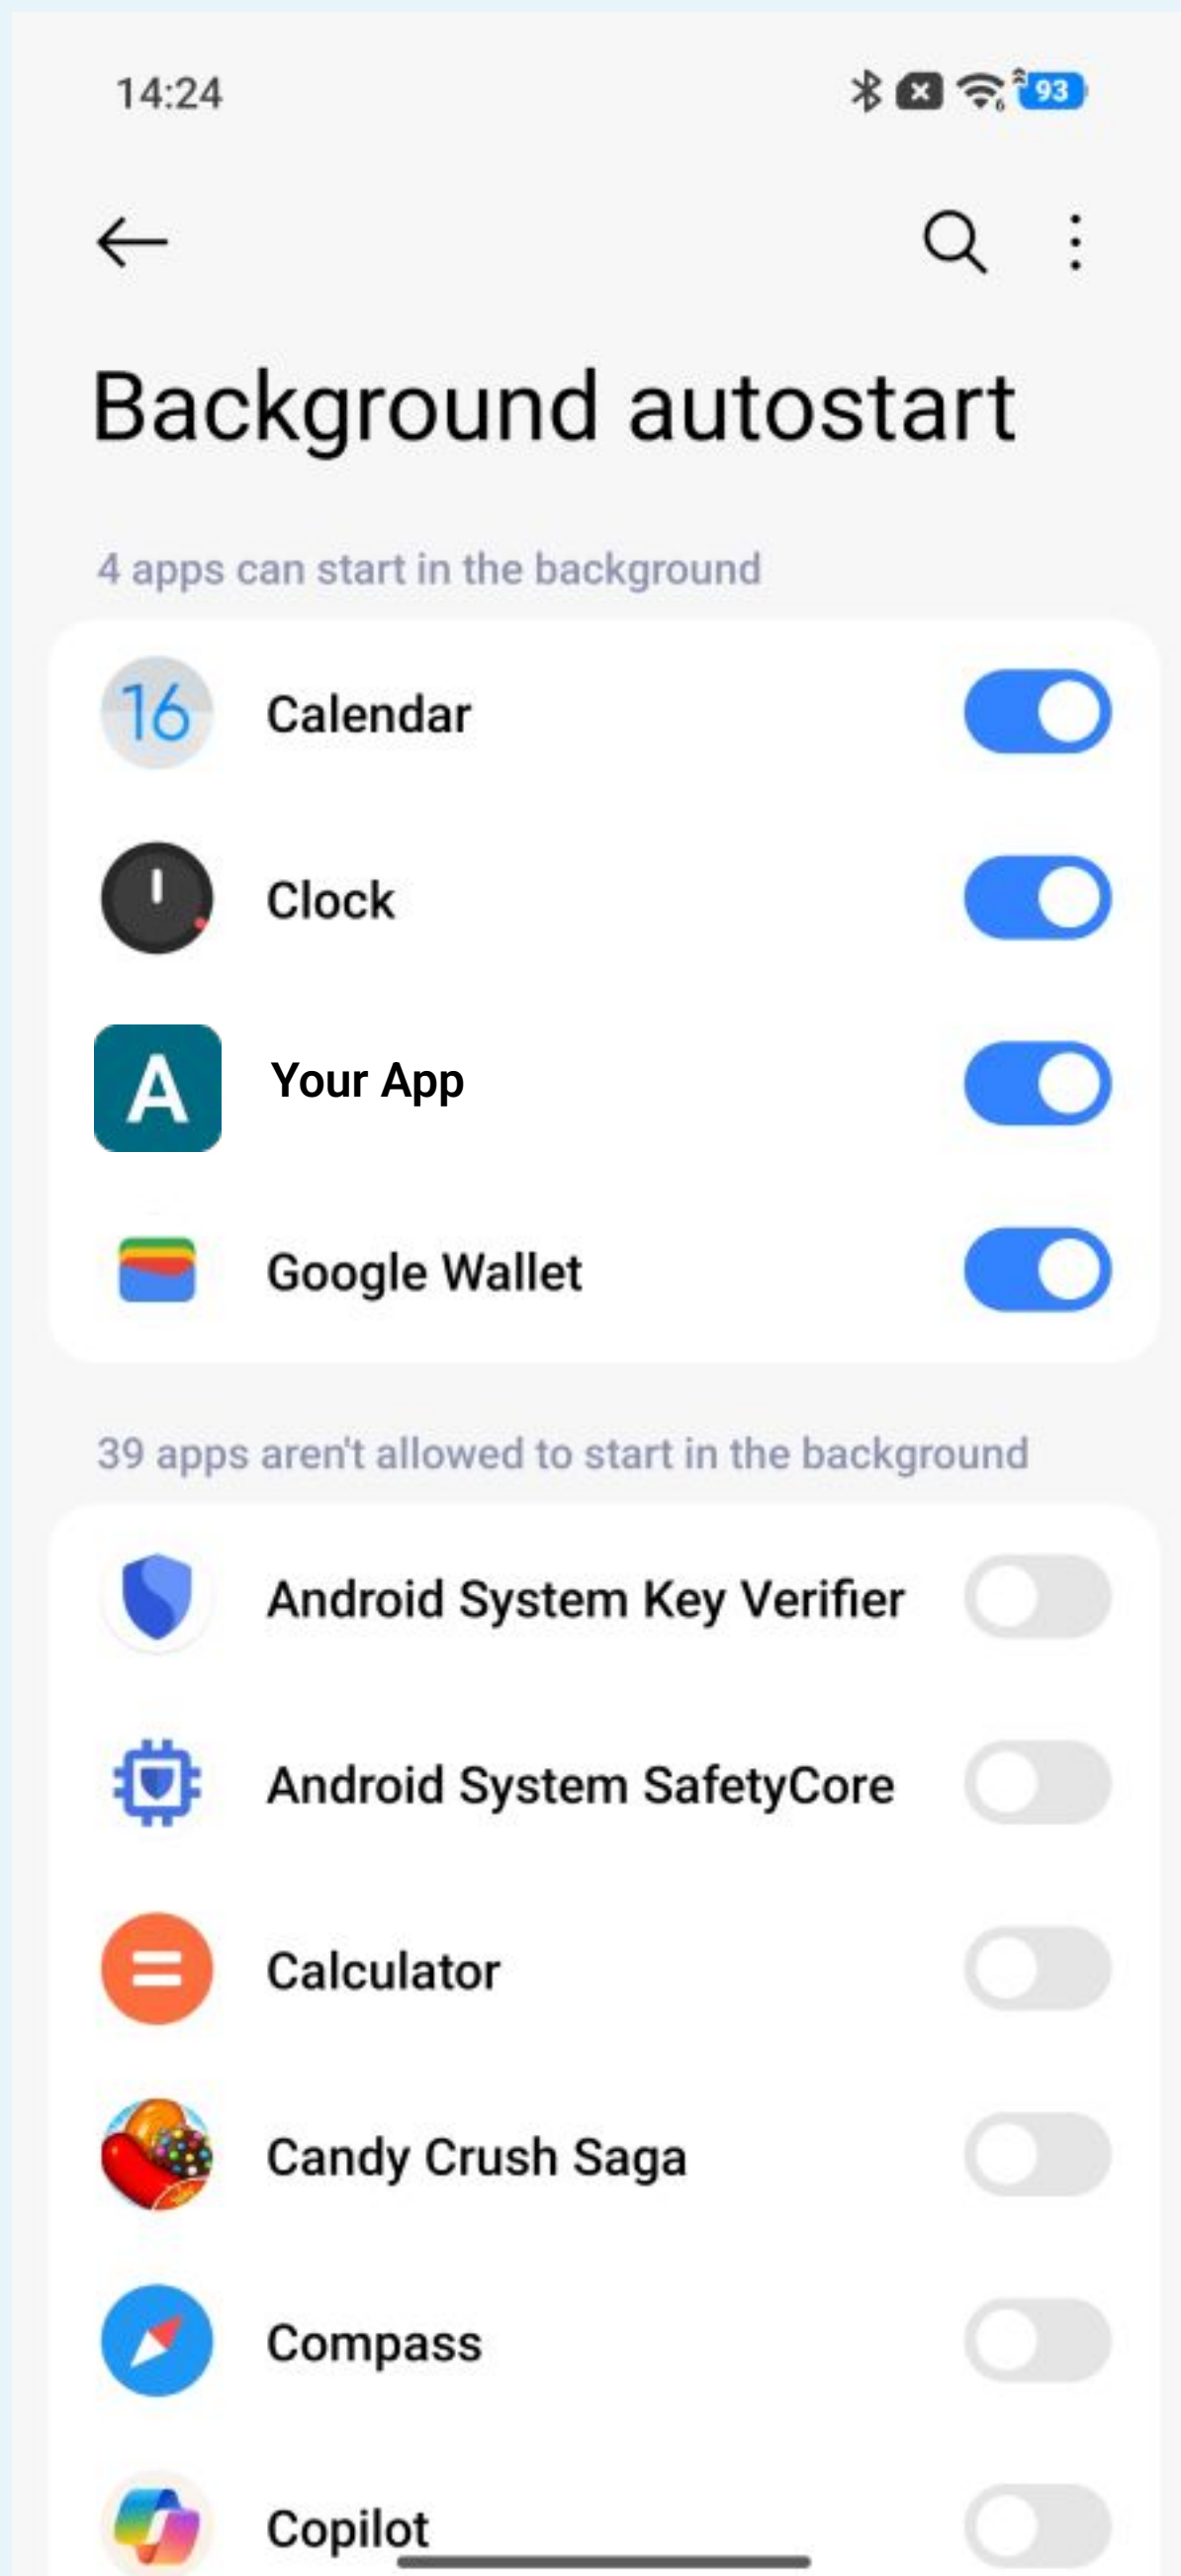 14:24
93
Background autostart
4 apps can start in the background
16
Calendar
Clock
A
Your App
Google Wallet
39 apps aren't allowed to start in the background
Android System Key Verifier
Android System SafetyCore
Calculator
Candy Crush Saga
Compass
Copilot